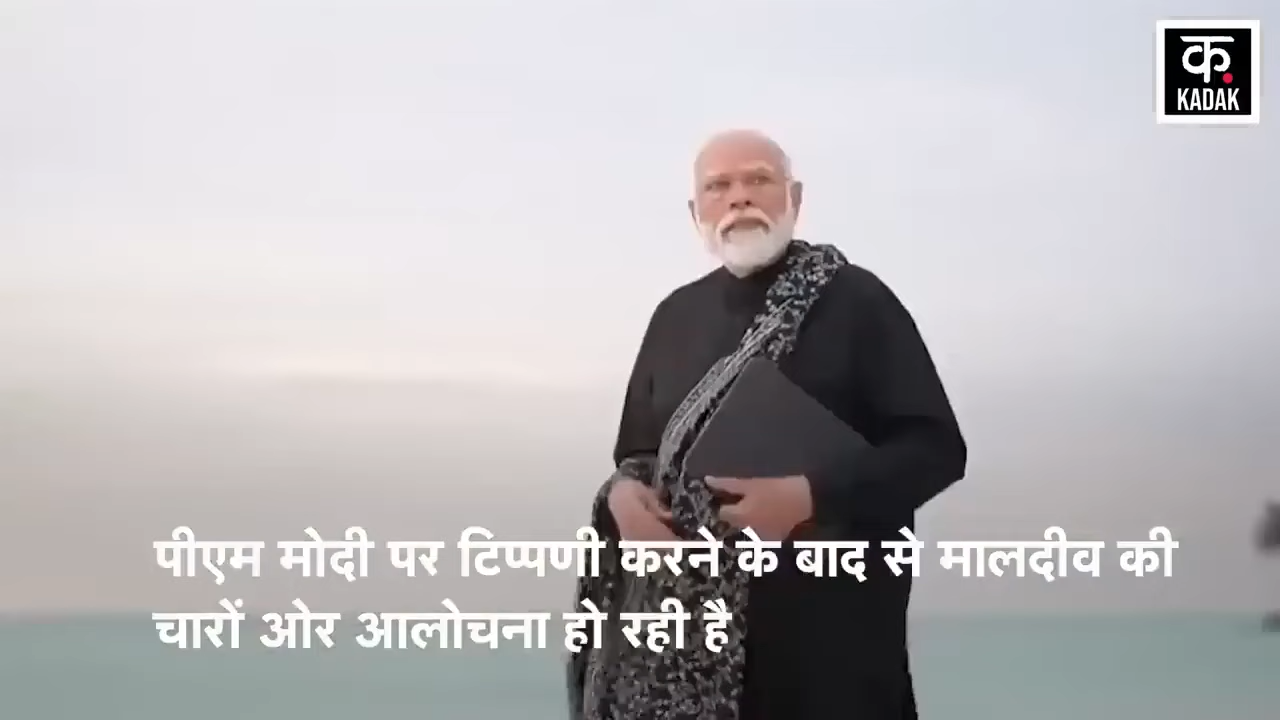 क
KADAK
पीएम मोदी पर टिप्पणी करने के बाद से मालदीव की
चारों ओर आलोचना हो रही है